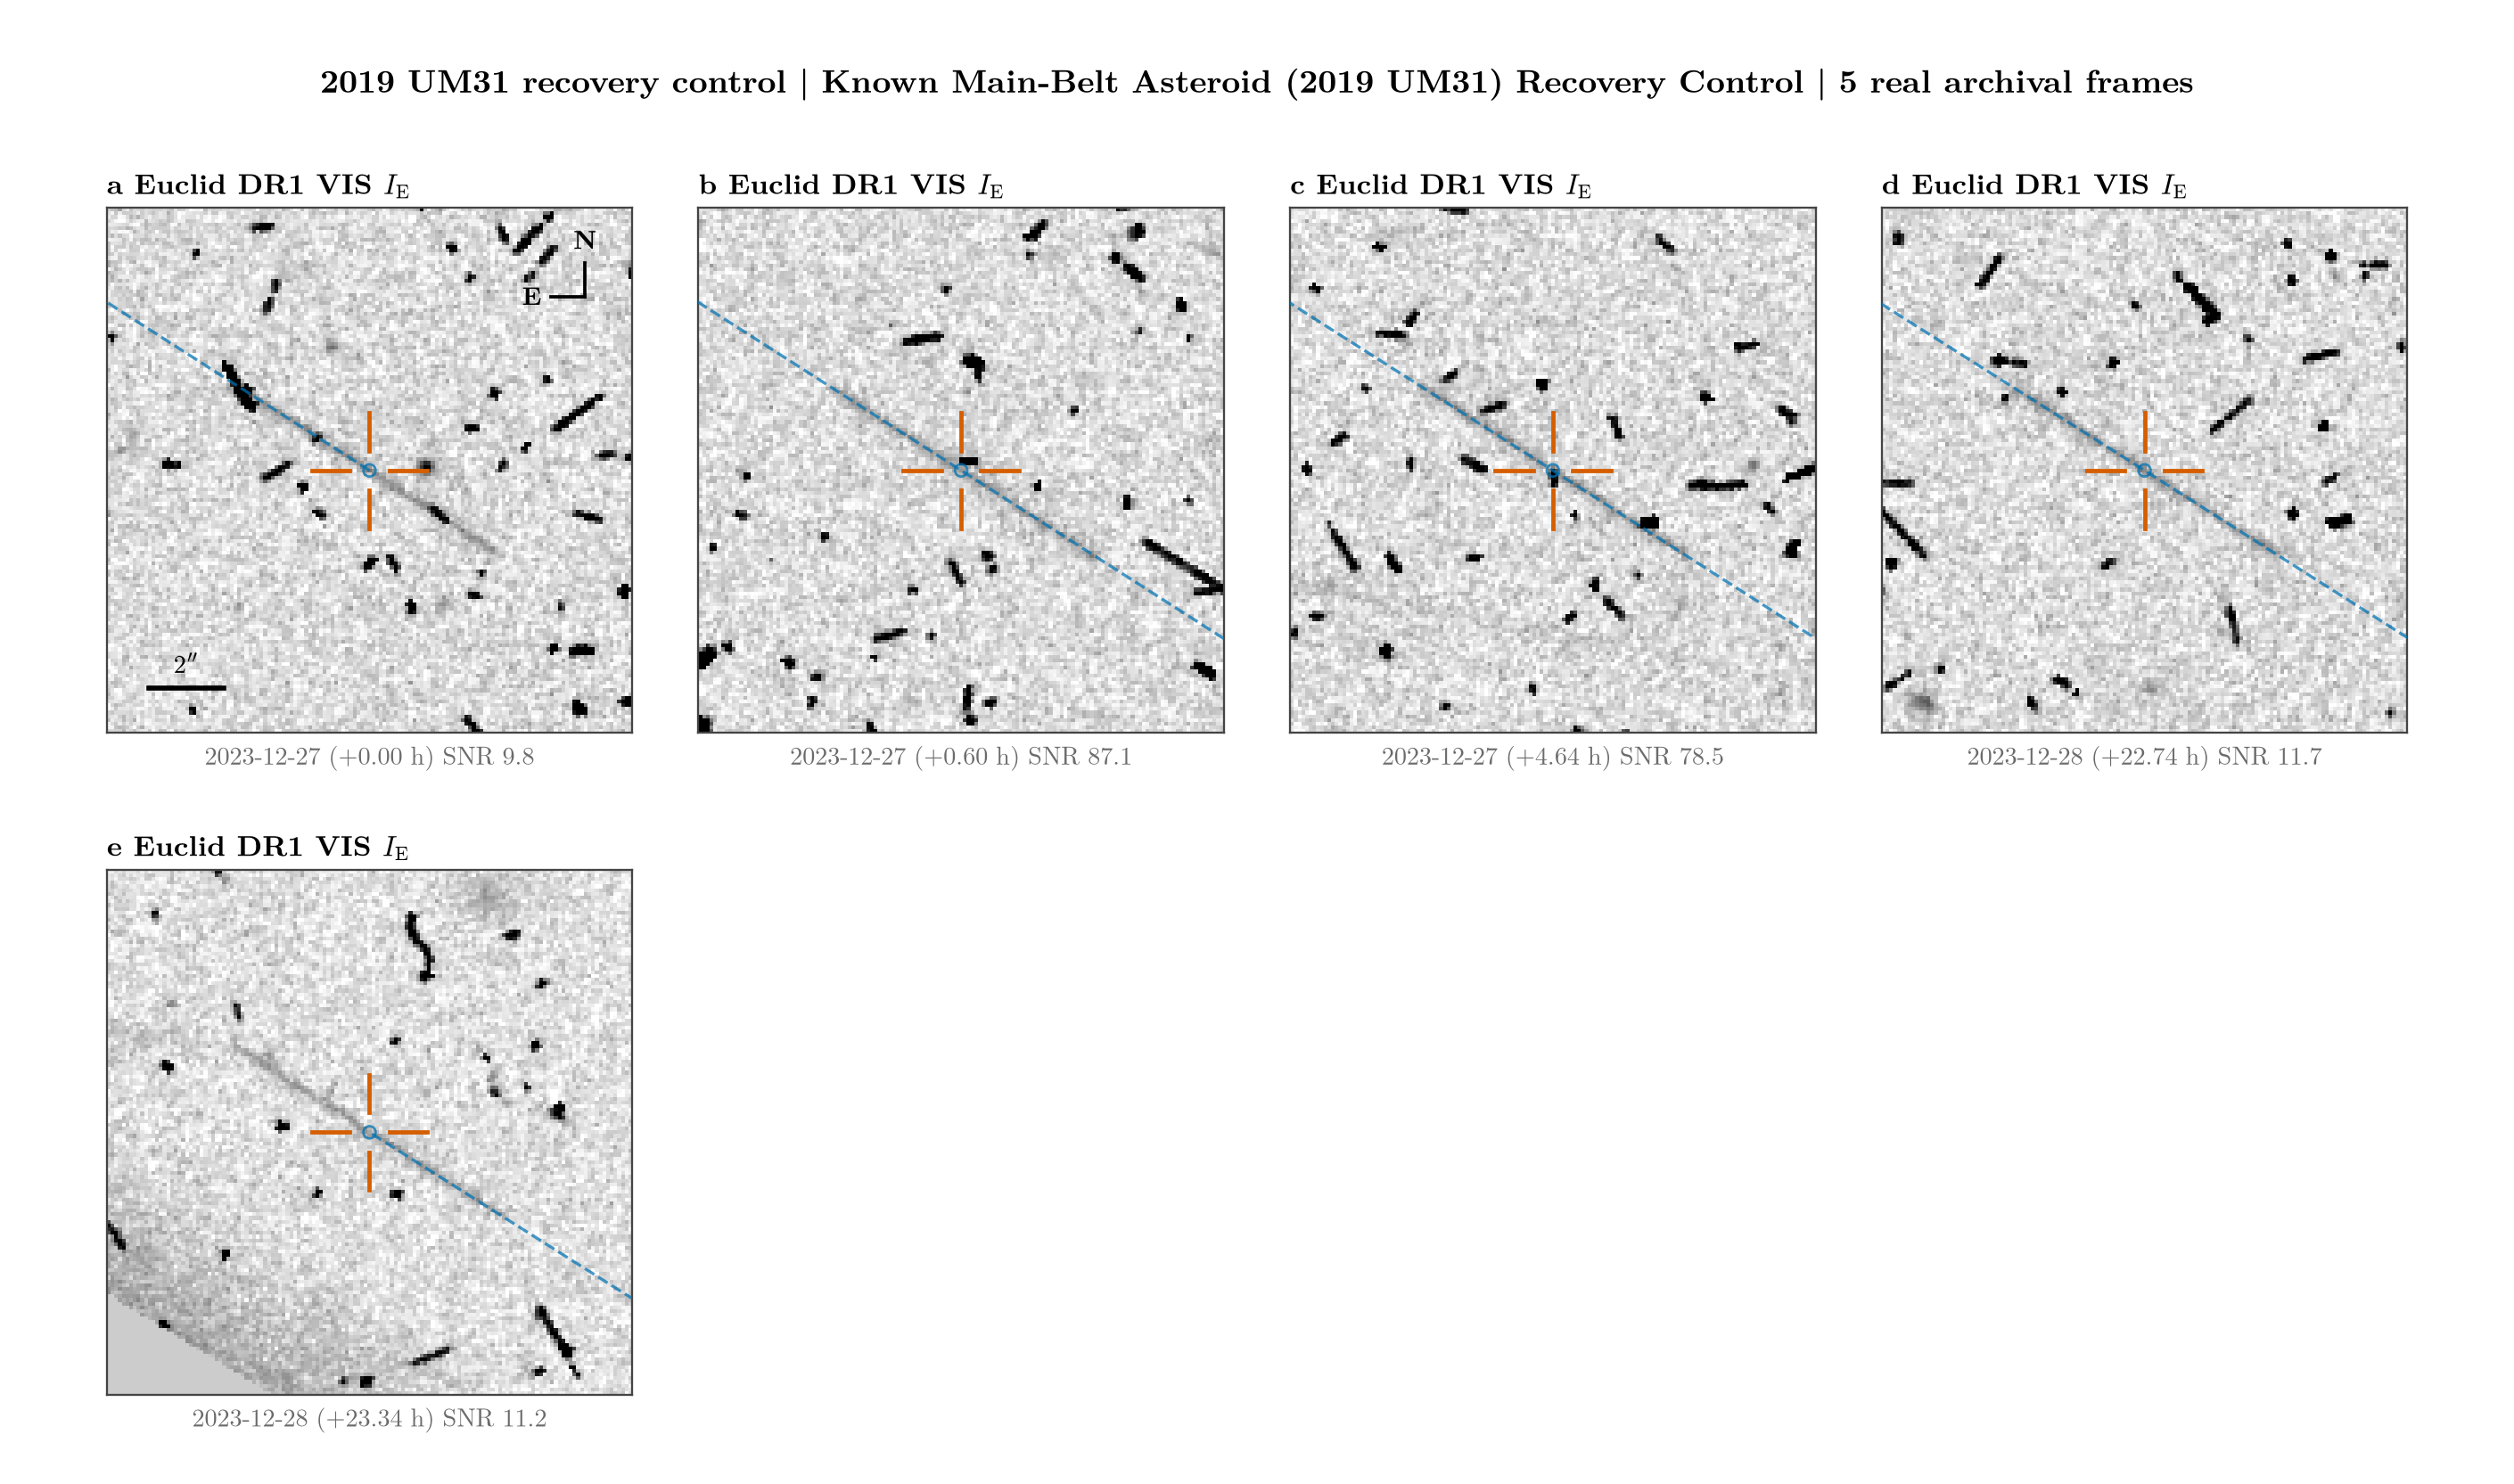 2019 UM31 recovery control | Known Main-Belt Asteroid (2019 UM31) Recovery Control | 5 real archival frames
a Euclid DR1 VIS I_E
N
E
2″
2023-12-27 (+0.00 h) SNR 9.8
b Euclid DR1 VIS I_E
2023-12-27 (+0.60 h) SNR 87.1
c Euclid DR1 VIS I_E
2023-12-27 (+4.64 h) SNR 78.5
d Euclid DR1 VIS I_E
2023-12-28 (+22.74 h) SNR 11.7
e Euclid DR1 VIS I_E
2023-12-28 (+23.34 h) SNR 11.2